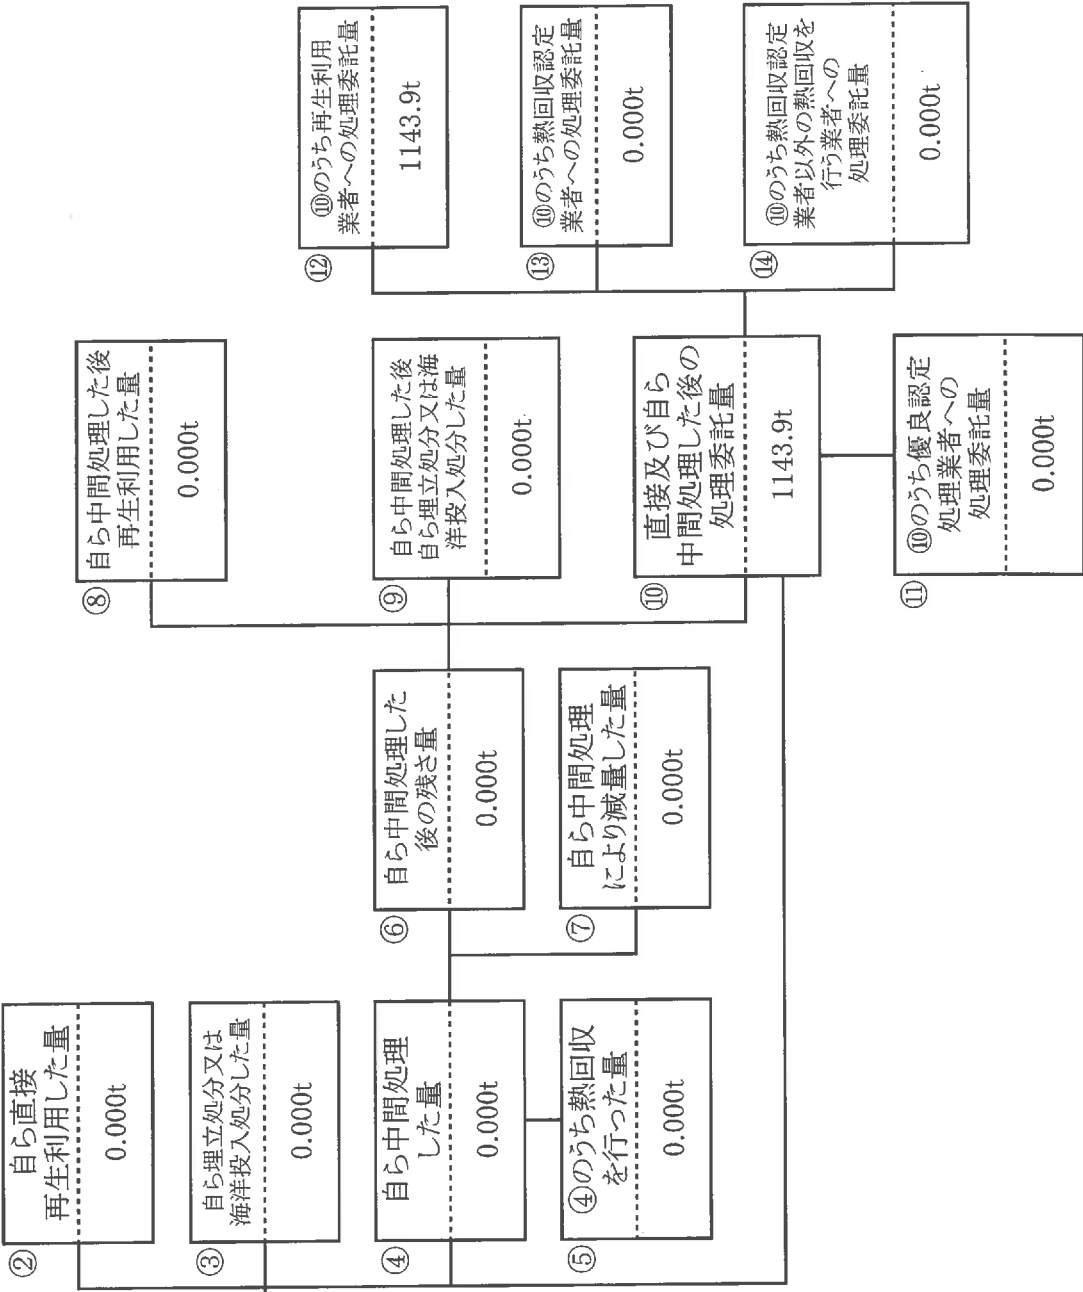 ②
自ら直接
再生利用した量
0.000t
③
自ら埋立処分又は
海洋投入処分した量
0.000t
④
自ら中間処理
した量
0.000t
⑤
④のうち熱回収
を行った量
0.000t
⑥
自ら中間処理した
後の残さ量
0.000t
⑦
自ら中間処理
により減量した量
0.000t
⑧
自ら中間処理した後
再生利用した量
0.000t
⑨
自ら中間処理した後
自ら埋立処分又は海
洋投入処分した量
0.000t
⑩
直接及び自ら
中間処理した後の
処理委託量
1143.9t
⑪
⑩のうち優良認定
処理業者への
処理委託量
0.000t
⑫
⑩のうち再生利用
業者への処理委託量
1143.9t
⑬
⑩のうち熱回収認定
業者への処理委託量
0.000t
⑭
⑩のうち熱回収認定
業者以外の熱回収を
行う業者への
処理委託量
0.000t